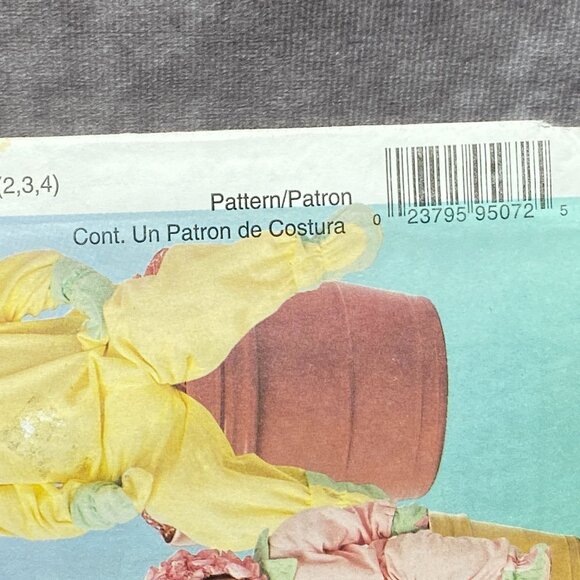 (2,3,4)
Pattern/Patron
Cont. Un Patron de Costura
0 23795 95072 5